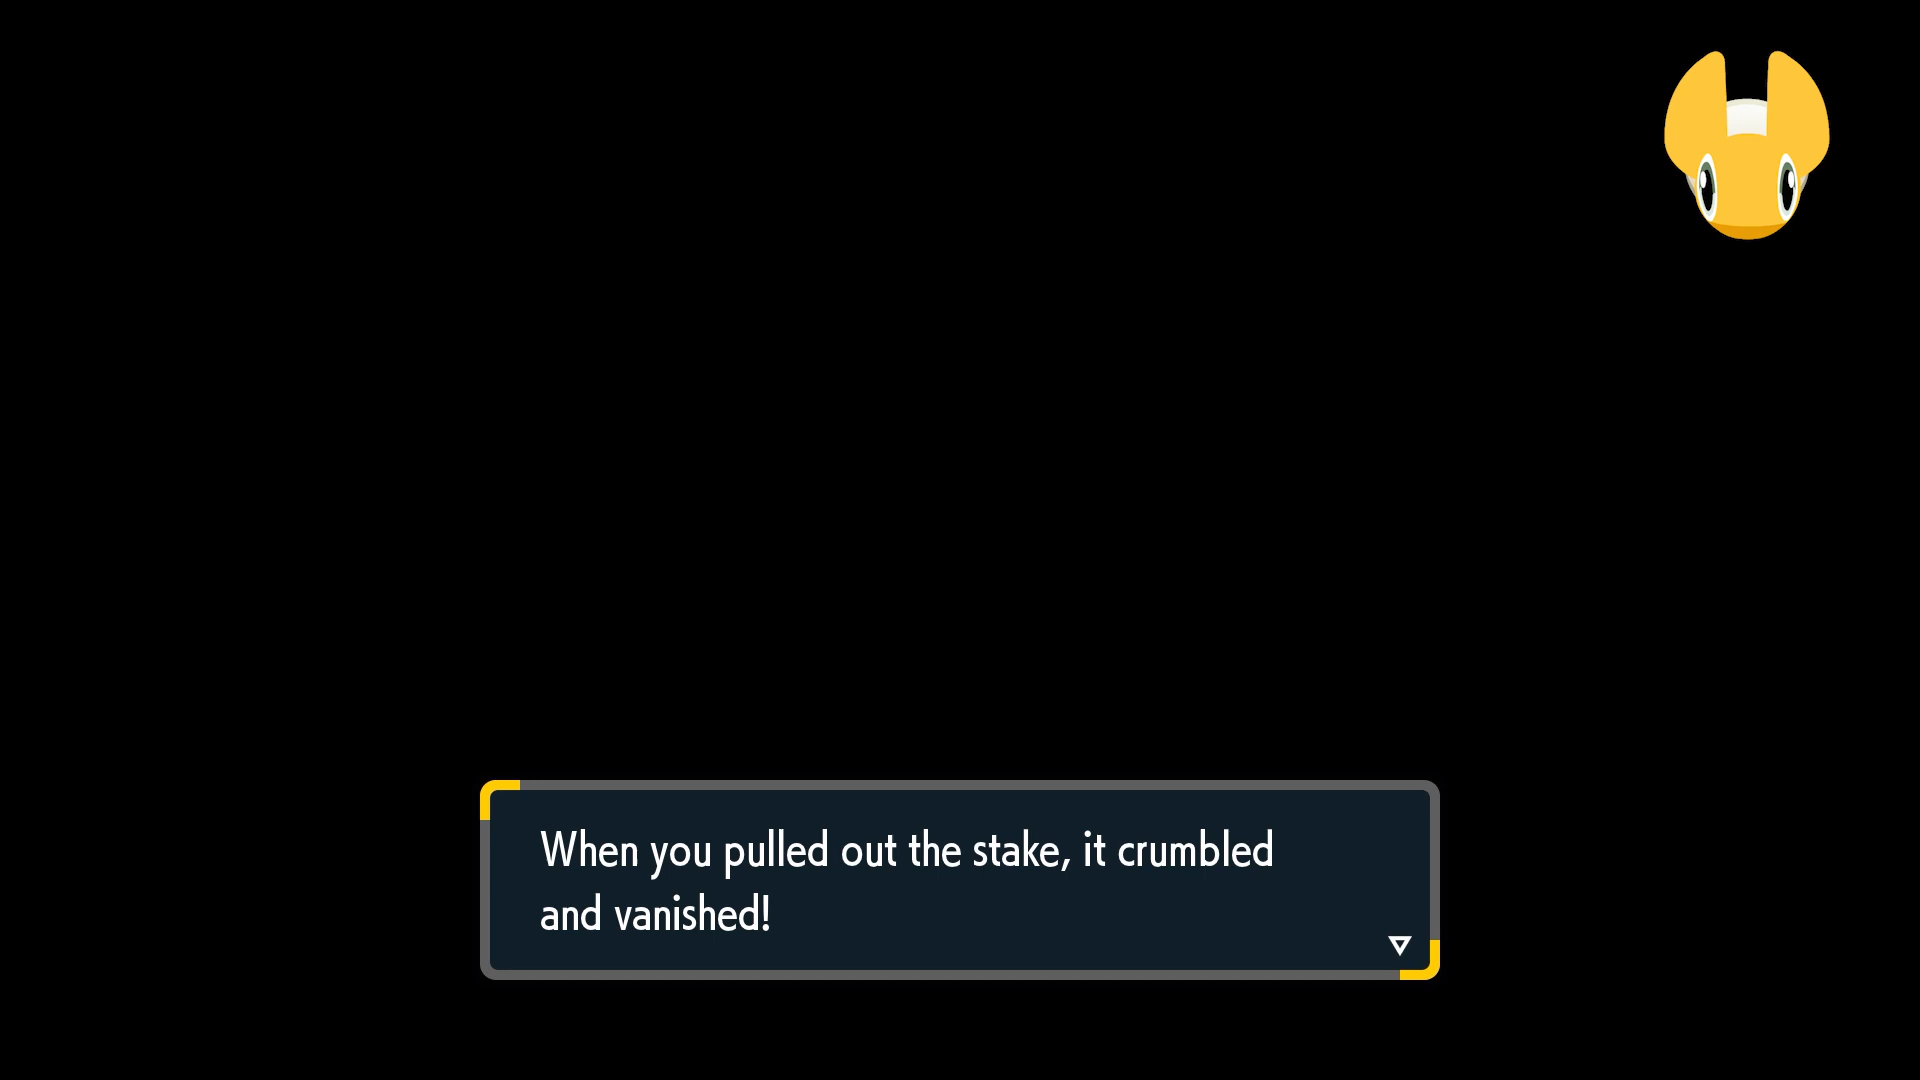 When you pulled out the stake, it crumbled
and vanished!